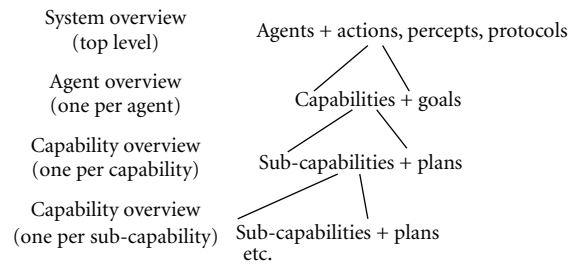 System overview
(top level)
Agents + actions, percepts, protocols
Agent overview
(one per agent)
Capabilities + goals
Capability overview
(one per capability)
Sub-capabilities + plans
Capability overview
(one per sub-capability)
Sub-capabilities + plans
etc.